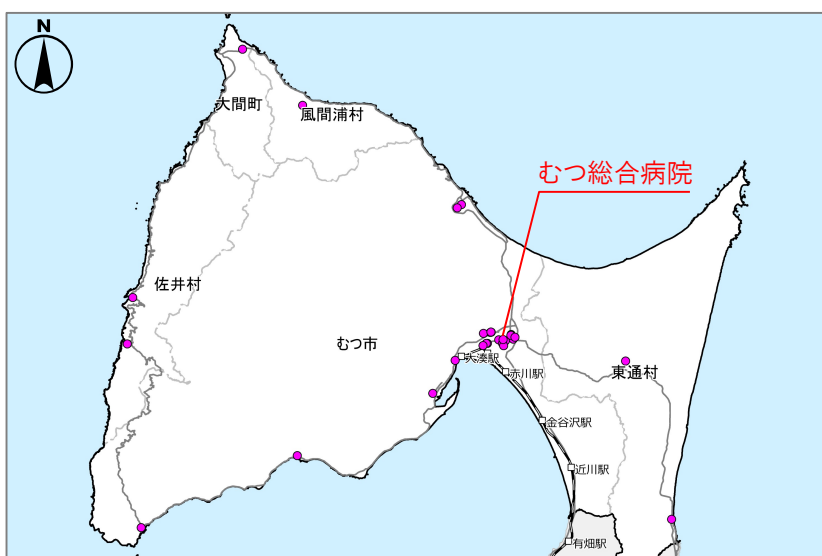 N
大間町
風間浦村
むつ総合病院
佐井村
むつ市
大湊駅
東通村
赤川駅
金谷沢駅
近川駅
有畑駅